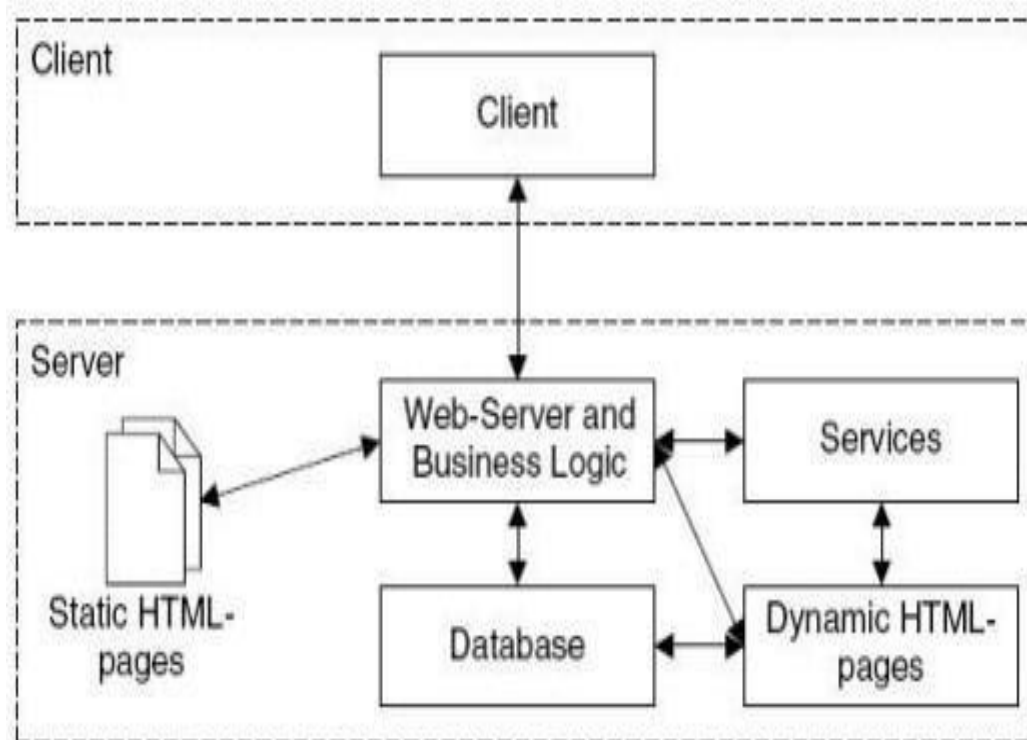 Client
Client
Server
Web-Server and
Business Logic
Services
Static HTML-
pages
Database
Dynamic HTML-
pages